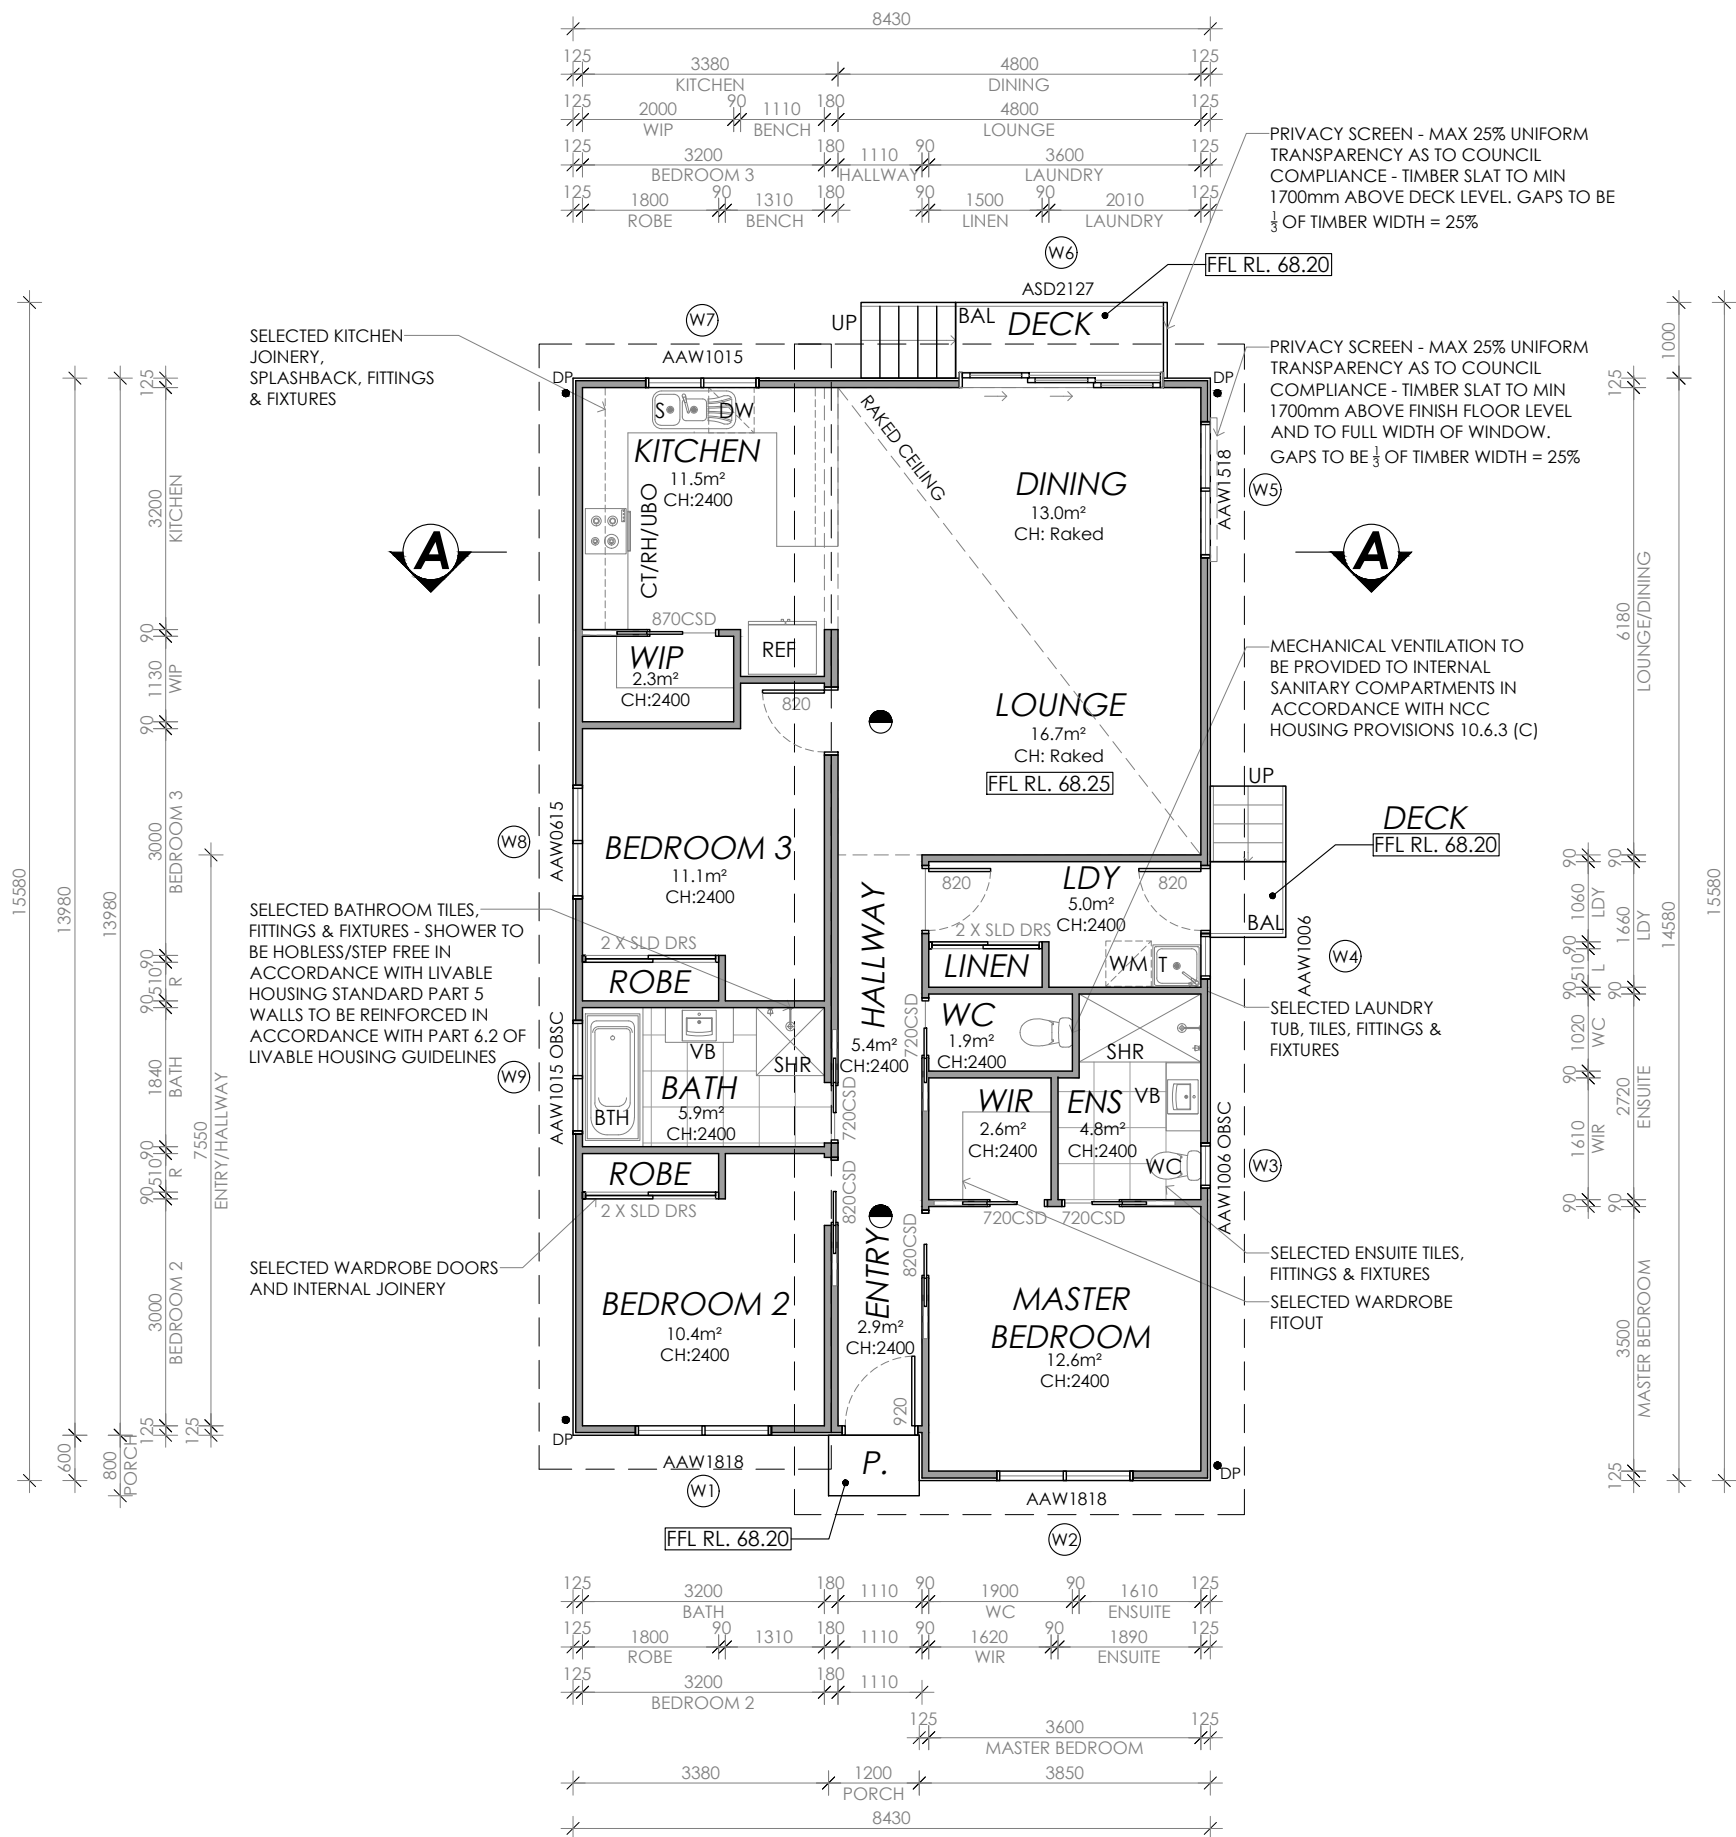 8430
125 3380 4800 125
KITCHEN DINING
125 2000 90 1110 180 4800 125
WIP BENCH LOUNGE
125 3200 180 1110 90 3600 125
BEDROOM 3 HALLWAY LAUNDRY
125 1800 90 1310 180 1500 90 2010 125
ROBE BENCH LINEN LAUNDRY
PRIVACY SCREEN - MAX 25% UNIFORM
TRANSPARENCY AS TO COUNCIL
COMPLIANCE - TIMBER SLAT TO MIN
1700mm ABOVE DECK LEVEL. GAPS TO BE
⅓ OF TIMBER WIDTH = 25%
W6
FFL RL. 68.20
ASD2127
UP
BAL
DECK
W7
AAW1015
SELECTED KITCHEN
JOINERY,
SPLASHBACK, FITTINGS
& FIXTURES
DP
DP
PRIVACY SCREEN - MAX 25% UNIFORM
TRANSPARENCY AS TO COUNCIL
COMPLIANCE - TIMBER SLAT TO MIN
1700mm ABOVE FINISH FLOOR LEVEL
AND TO FULL WIDTH OF WINDOW.
GAPS TO BE ⅓ OF TIMBER WIDTH = 25%
S
DW
KITCHEN
11.5m²
CH:2400
CT/RH/UBO
RAKED CEILING
DINING
13.0m²
CH: Raked
AAW1518
W5
A
A
870CSD
WIP
2.3m²
CH:2400
REF
820
LOUNGE
16.7m²
CH: Raked
FFL RL. 68.25
MECHANICAL VENTILATION TO
BE PROVIDED TO INTERNAL
SANITARY COMPARTMENTS IN
ACCORDANCE WITH NCC
HOUSING PROVISIONS 10.6.3 (C)
UP
DECK
FFL RL. 68.20
BAL
W8
AAW0615
BEDROOM 3
11.1m²
CH:2400
2 X SLD DRS
ROBE
HALLWAY
5.4m²
CH:2400
820
LDY
5.0m²
CH:2400
820
2 X SLD DRS
LINEN
WM
T
AAW1006
W4
SELECTED BATHROOM TILES,
FITTINGS & FIXTURES - SHOWER TO
BE HOBLESS/STEP FREE IN
ACCORDANCE WITH LIVABLE
HOUSING STANDARD PART 5
WALLS TO BE REINFORCED IN
ACCORDANCE WITH PART 6.2 OF
LIVABLE HOUSING GUIDELINES
SELECTED LAUNDRY
TUB, TILES, FITTINGS &
FIXTURES
W9
AAW1015 OBSC
VB
SHR
BATH
5.9m²
CH:2400
BTH
720CSD
720CSD
WC
1.9m²
CH:2400
SHR
VB
WIR
2.6m²
CH:2400
ENS
4.8m²
CH:2400
WC
AAW1006 OBSC
W3
ROBE
2 X SLD DRS
820CSD
820CSD
720CSD
720CSD
SELECTED WARDROBE DOORS
AND INTERNAL JOINERY
SELECTED ENSUITE TILES,
FITTINGS & FIXTURES
SELECTED WARDROBE
FITOUT
BEDROOM 2
10.4m²
CH:2400
ENTRY
2.9m²
CH:2400
MASTER
BEDROOM
12.6m²
CH:2400
920
DP
DP
P.
AAW1818
W1
AAW1818
W2
FFL RL. 68.20
15580
13980
600
13980
800
PORCH
125
3200
KITCHEN
90
1130
WIP
90
3000
BEDROOM 3
90
510
R
90
1840
BATH
90
510
R
90
3000
BEDROOM 2
125
7550
ENTRY/HALLWAY
125
90
1060
LDY
90
510
L
90
1020
WC
90
1610
WIR
90
125
6180
LOUNGE/DINING
90
1660
LDY
90
2720
ENSUITE
90
3500
MASTER BEDROOM
125
1000
14580
15580
125 3200 180 1110 90 1900 90 1610 125
BATH WC ENSUITE
125 1800 90 1310 180 1110 90 1620 90 1890 125
ROBE WIR ENSUITE
125 3200 180 1110
BEDROOM 2
125 3600 125
MASTER BEDROOM
3380 1200 3850
PORCH
8430